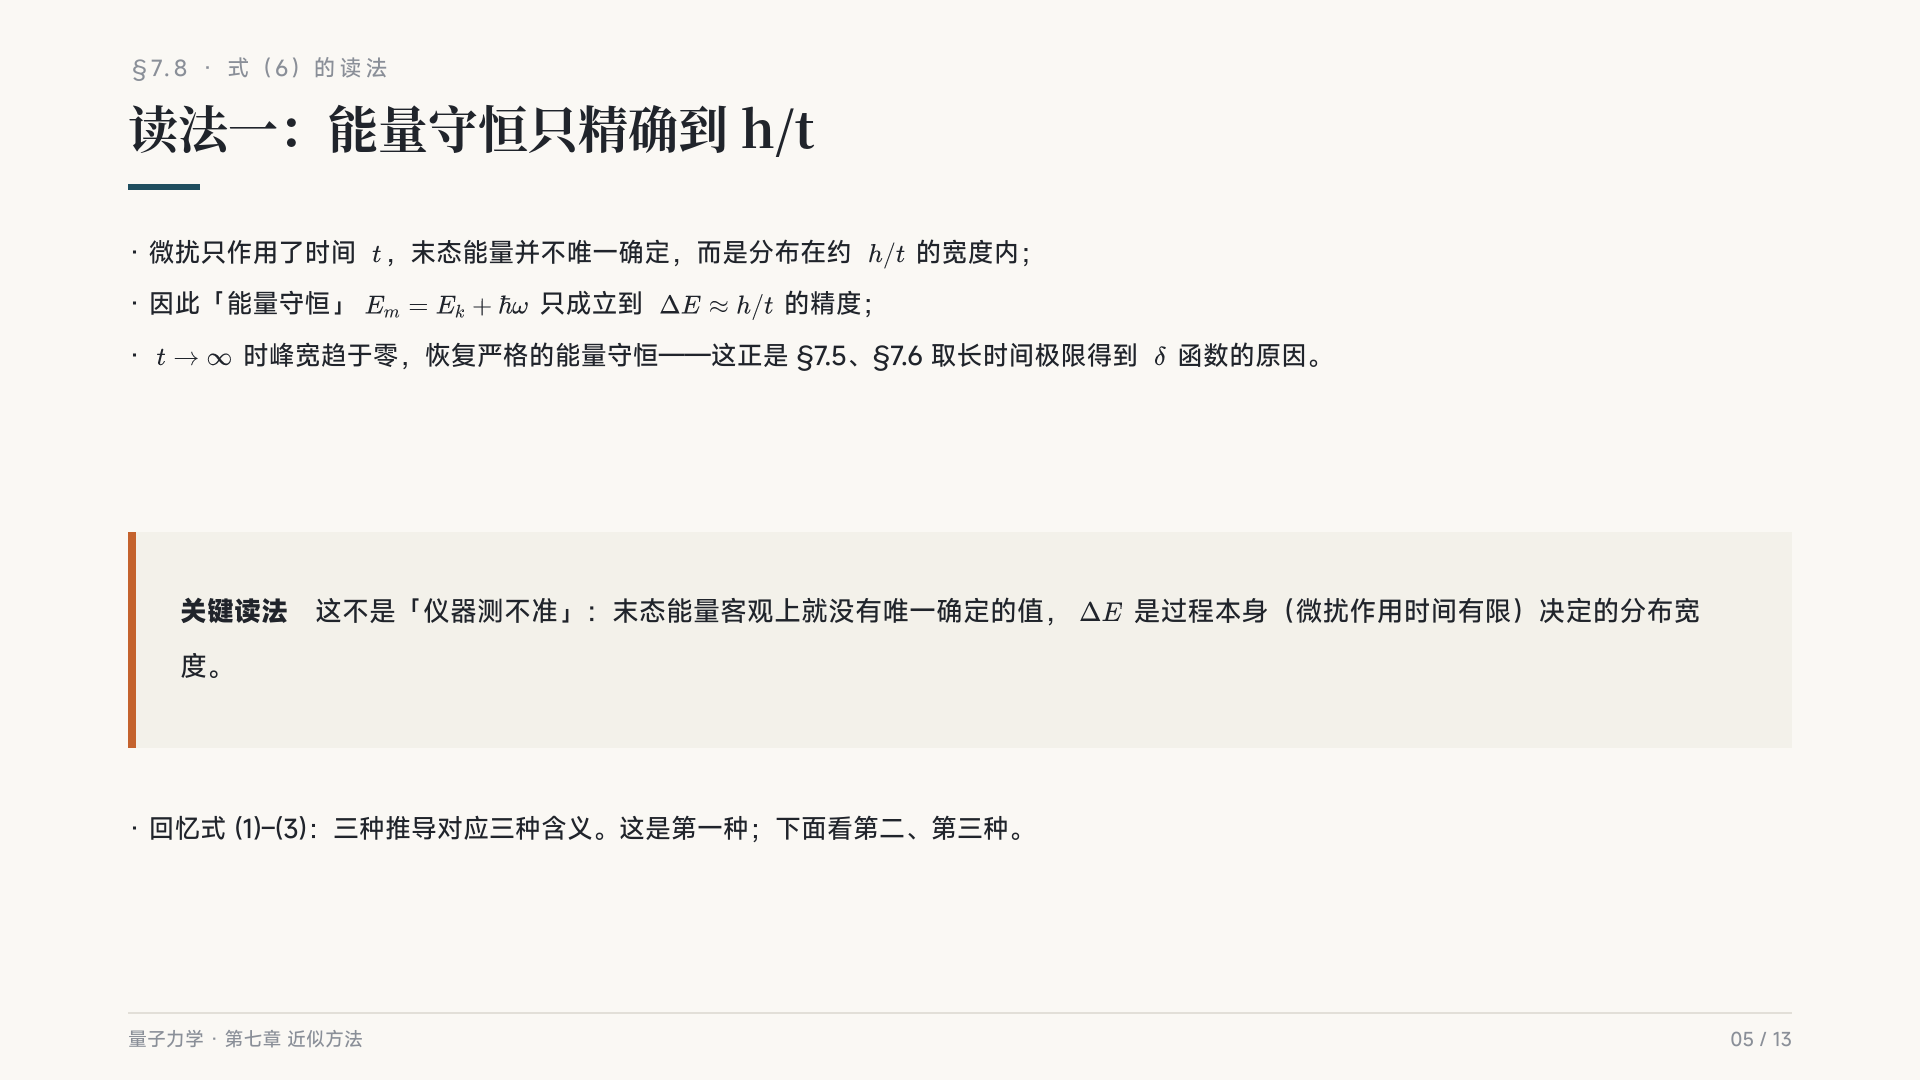 §7.8 · 式（6）的读法
读法一：能量守恒只精确到 h/t
· 微扰只作用了时间 t，末态能量并不唯一确定，而是分布在约 h/t 的宽度内；
· 因此「能量守恒」 Eₘ = Eₖ + ħω 只成立到 ΔE ≈ h/t 的精度；
· t → ∞ 时峰宽趋于零，恢复严格的能量守恒——这正是 §7.5、§7.6 取长时间极限得到 δ 函数的原因。
关键读法　这不是「仪器测不准」：末态能量客观上就没有唯一确定的值， ΔE 是过程本身（微扰作用时间有限）决定的分布宽
度。
· 回忆式 (1)–(3)：三种推导对应三种含义。这是第一种；下面看第二、第三种。
量子力学 · 第七章 近似方法
05 / 13